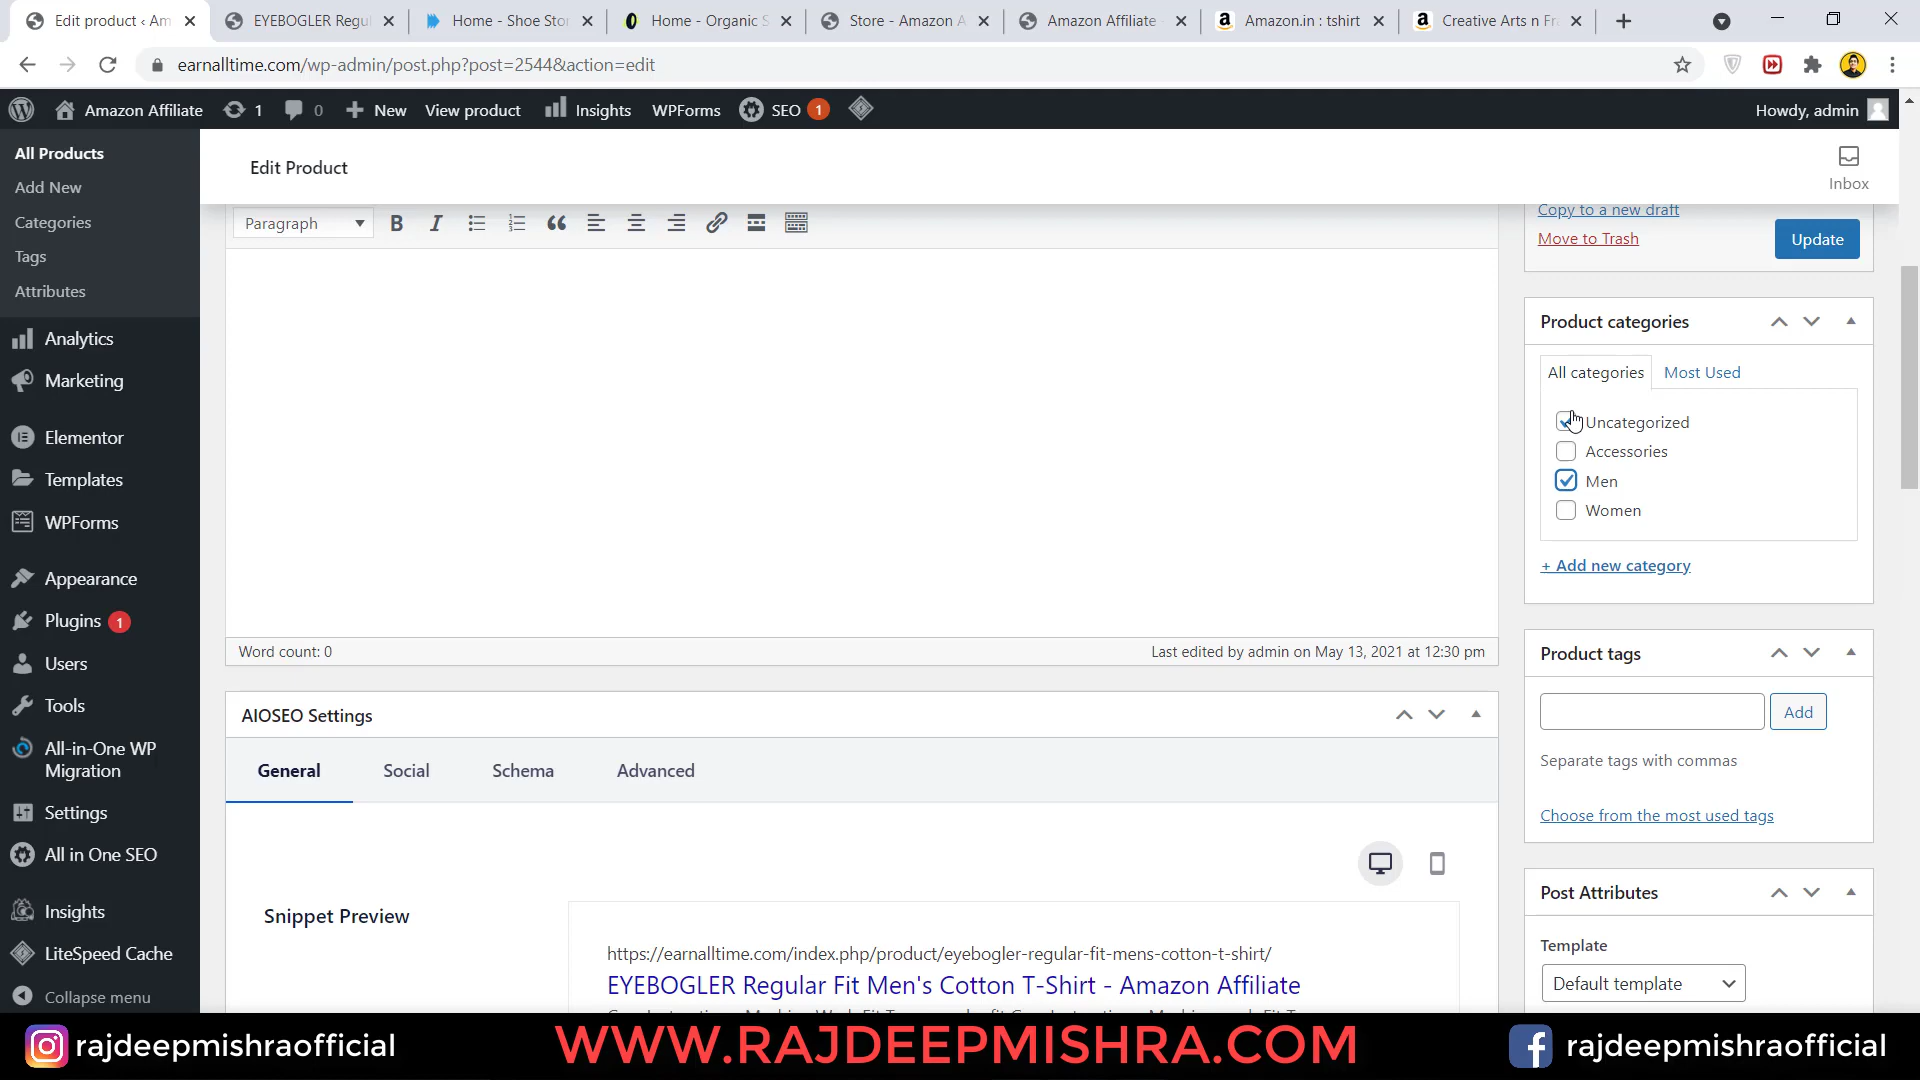 Edit product ‹ Am
EYEBOGLER Regu
Home - Shoe Stor
Home - Organic S
Store - Amazon A
Amazon Affiliate
Amazon.in : tshirt
Creative Arts n Fr
earnalltime.com/wp-admin/post.php?post=2544&action=edit
Amazon Affiliate
1
0
New
View product
Insights
WPForms
SEO 1
Howdy, admin
All Products
Add New
Categories
Tags
Attributes
Analytics
Marketing
Elementor
Templates
WPForms
Appearance
Plugins 1
Users
Tools
All-in-One WP
Migration
Settings
All in One SEO
Insights
LiteSpeed Cache
Collapse menu
Edit Product
Inbox
Paragraph
Word count: 0
Last edited by admin on May 13, 2021 at 12:30 pm
AIOSEO Settings
General
Social
Schema
Advanced
Snippet Preview
https://earnalltime.com/index.php/product/eyebogler-regular-fit-mens-cotton-t-shirt/
EYEBOGLER Regular Fit Men's Cotton T-Shirt - Amazon Affiliate
Copy to a new draft
Move to Trash
Update
Product categories
All categories
Most Used
Uncategorized
Accessories
Men
Women
+ Add new category
Product tags
Add
Separate tags with commas
Choose from the most used tags
Post Attributes
Template
Default template
rajdeepmishraofficial
WWW.RAJDEEPMISHRA.COM
rajdeepmishraofficial